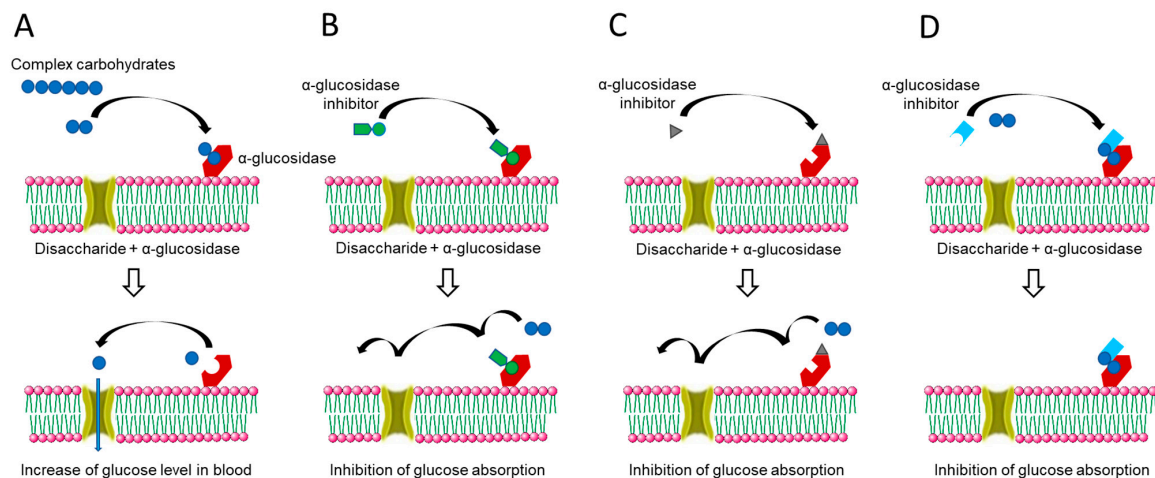 A
Complex carbohydrates
α-glucosidase
Disaccharide + α-glucosidase
Increase of glucose level in blood
B
α-glucosidase
inhibitor
Disaccharide + α-glucosidase
Inhibition of glucose absorption
C
α-glucosidase
inhibitor
Disaccharide + α-glucosidase
Inhibition of glucose absorption
D
α-glucosidase
inhibitor
Disaccharide + α-glucosidase
Inhibition of glucose absorption